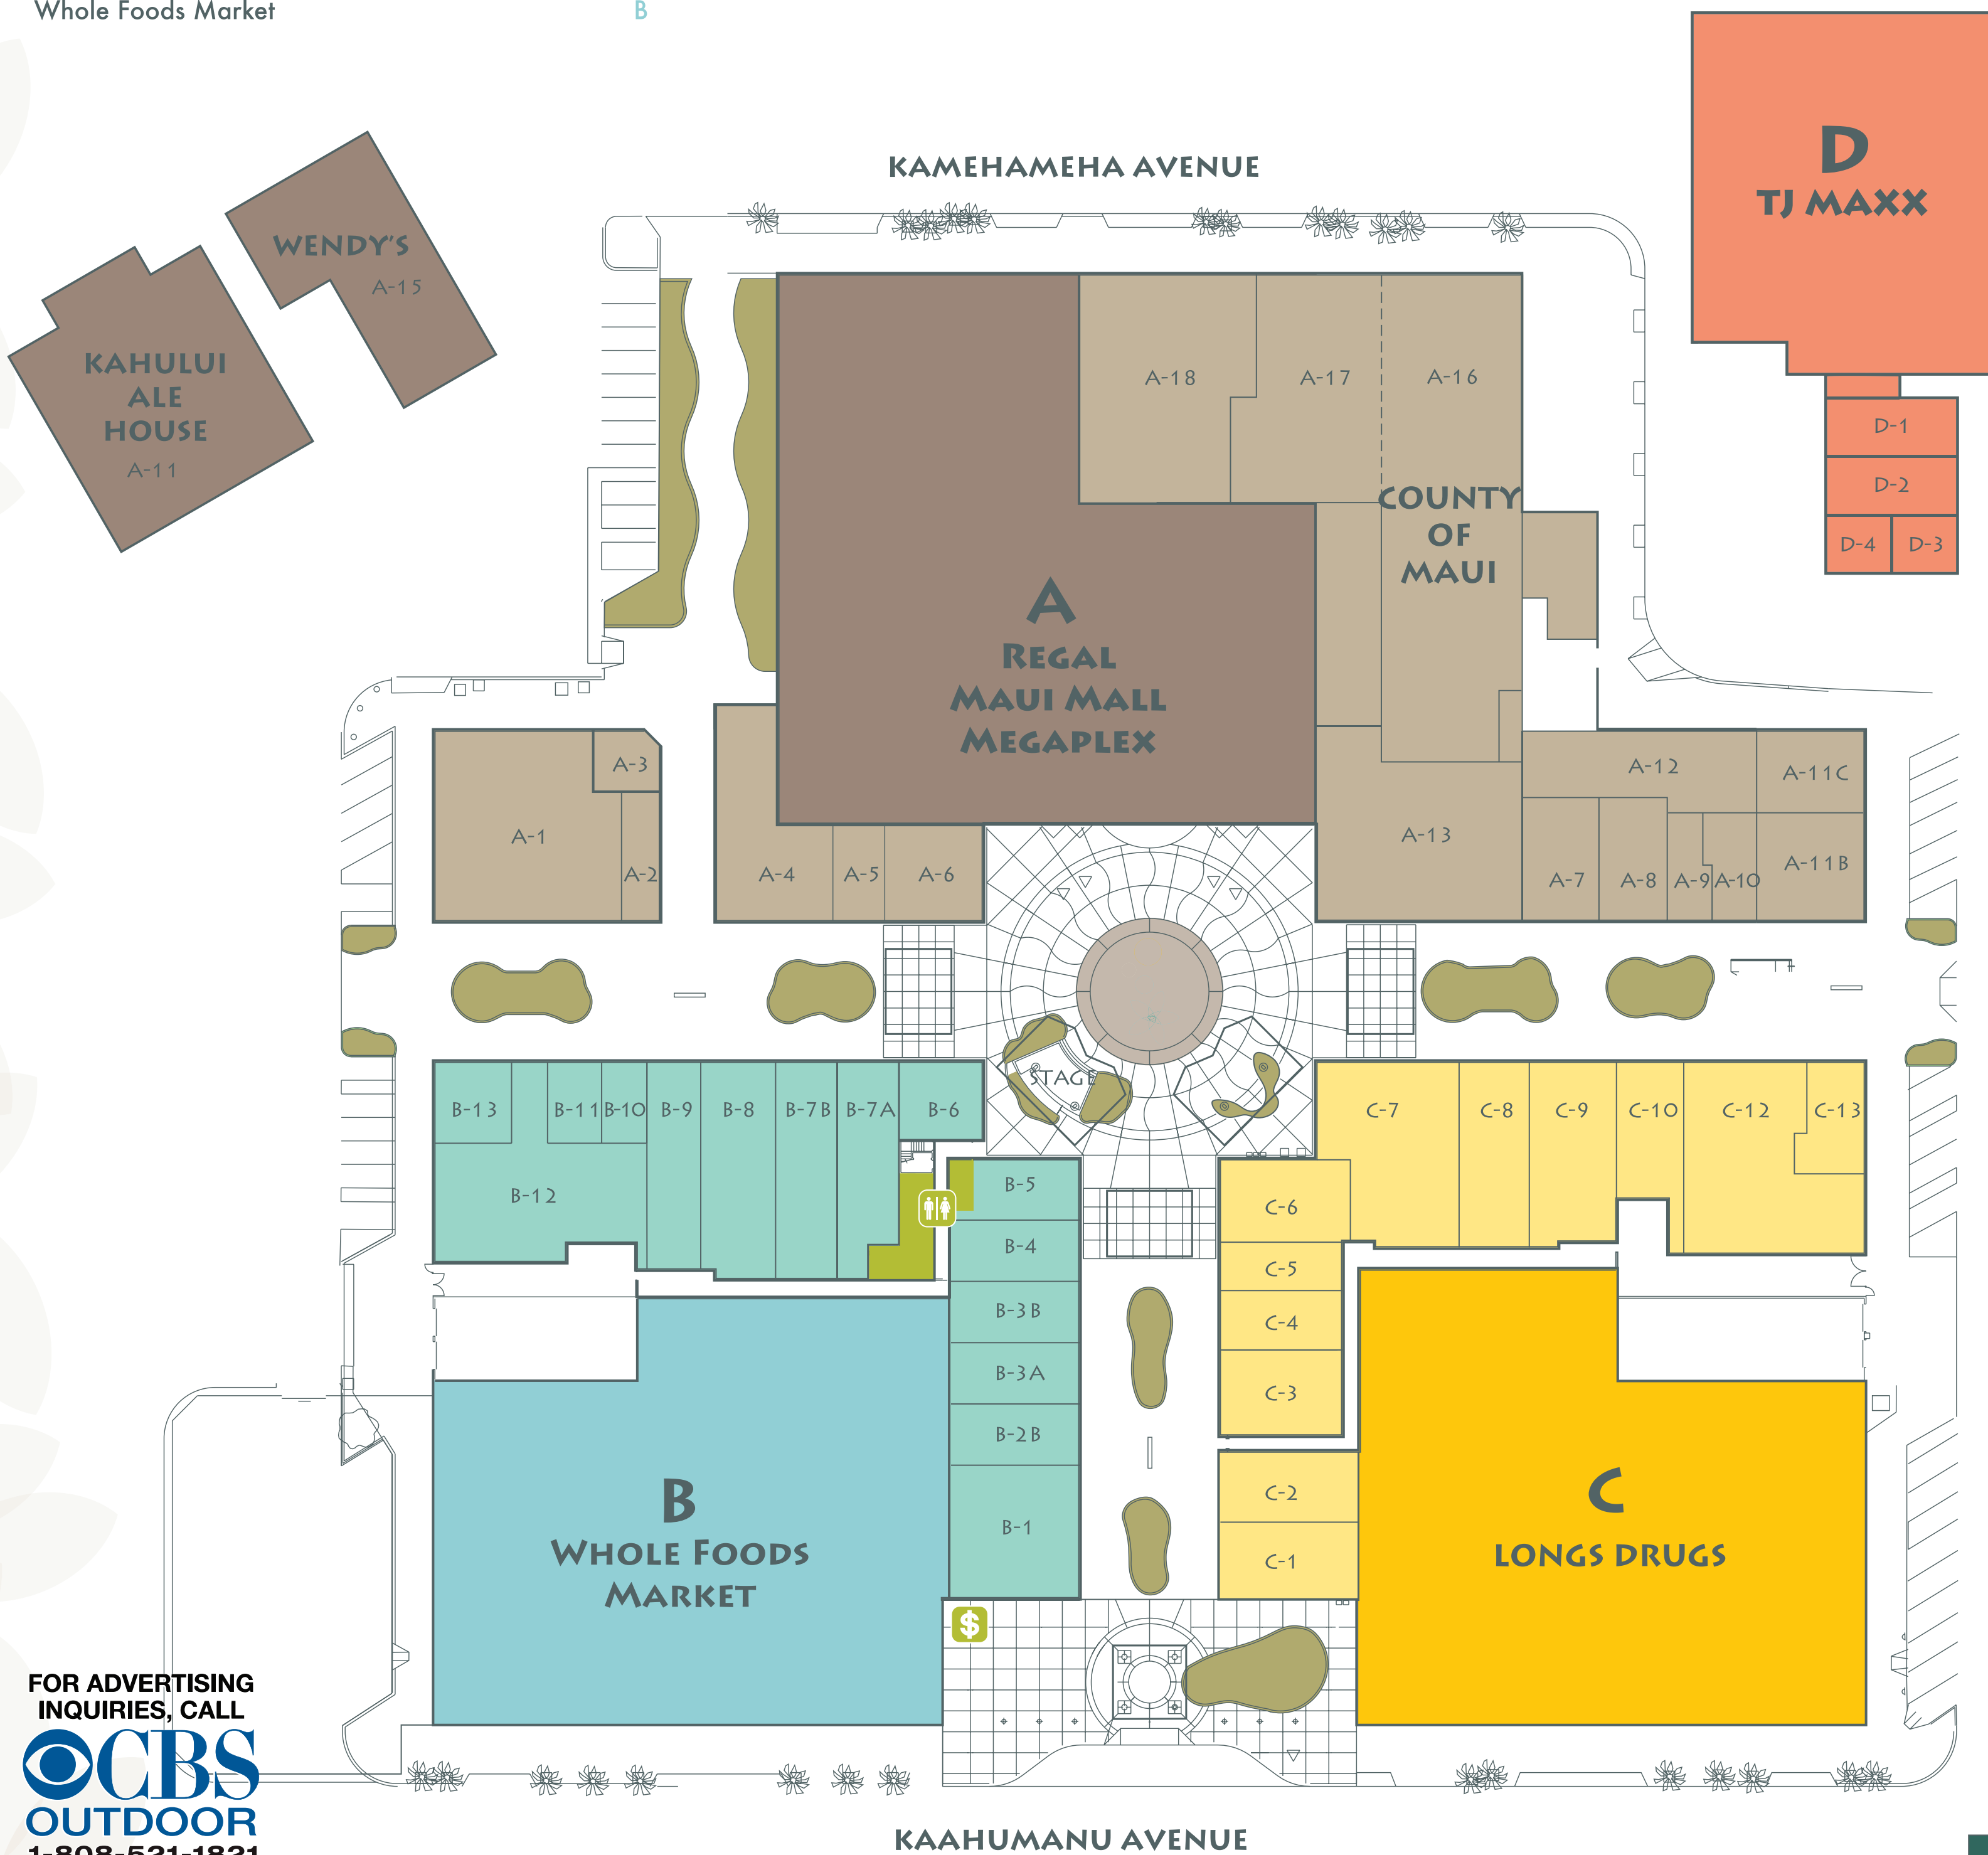 Whole Foods Market
B
KAMEHAMEHA AVENUE
D
TJ MAXX
WENDY'S
A-15
KAHULUI
ALE
HOUSE
A-11
A-18
A-17
A-16
D-1
D-2
D-4
D-3
COUNTY
OF
MAUI
A
REGAL
MAUI MALL
MEGAPLEX
A-3
A-1
A-2
A-4
A-5
A-6
A-13
A-12
A-11C
A-7
A-8
A-9
A-10
A-11B
STAGE
B-13
B-11
B-10
B-9
B-8
B-7B
B-7A
B-6
B-12
B-5
B-4
B-3B
B-3A
B-2B
B-1
C-7
C-8
C-9
C-10
C-12
C-13
C-6
C-5
C-4
C-3
C-2
C-1
B
WHOLE FOODS
MARKET
$
C
LONGS DRUGS
FOR ADVERTISING
INQUIRIES, CALL
CBS
OUTDOOR
1-808-521-1821
KAAHUMANU AVENUE